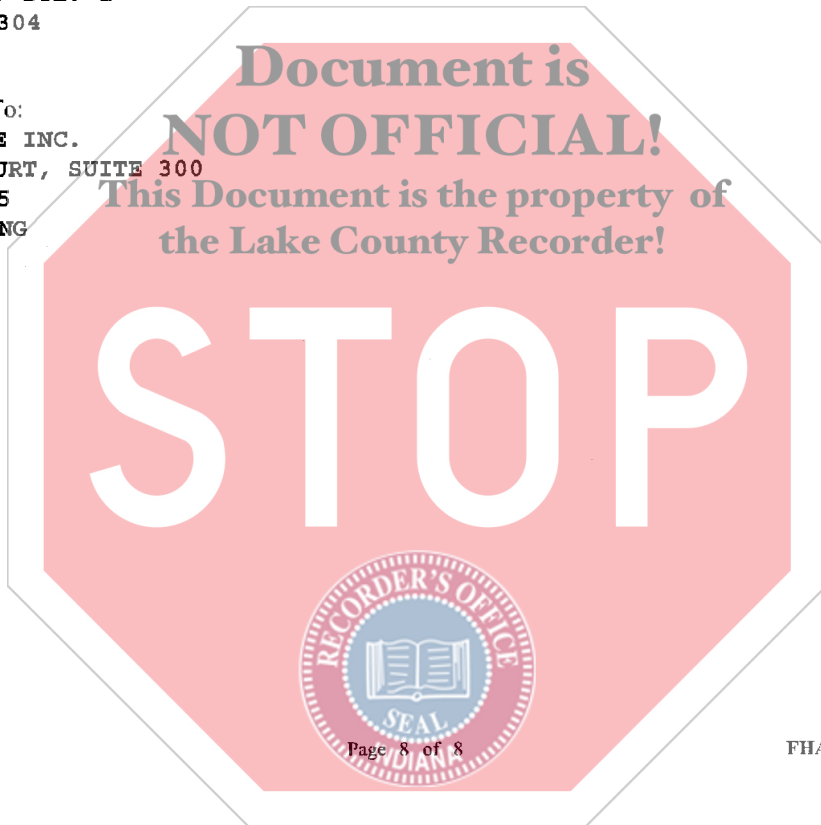 304
Document is
To:
NOT OFFICIAL!
E INC.
URT, SUITE 300
5
This Document is the property of
NG
the Lake County Recorder!
STOP
RECORDER'S OFFICE
SEAL
INDIANA
Page 8 of 8
FHA